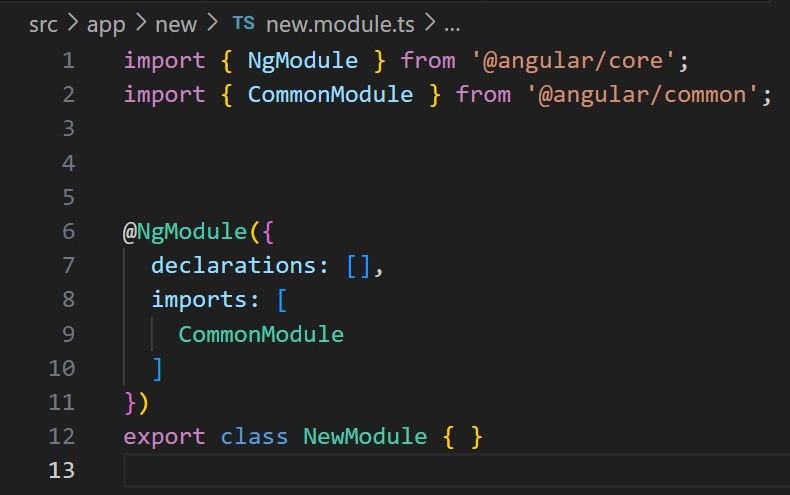 src > app > new > TS new.module.ts > ...
1 import { NgModule } from '@angular/core';
2 import { CommonModule } from '@angular/common';
3
4
5
6 @NgModule({
7   declarations: [],
8   imports: [
9     CommonModule
10   ]
11 })
12 export class NewModule { }
13